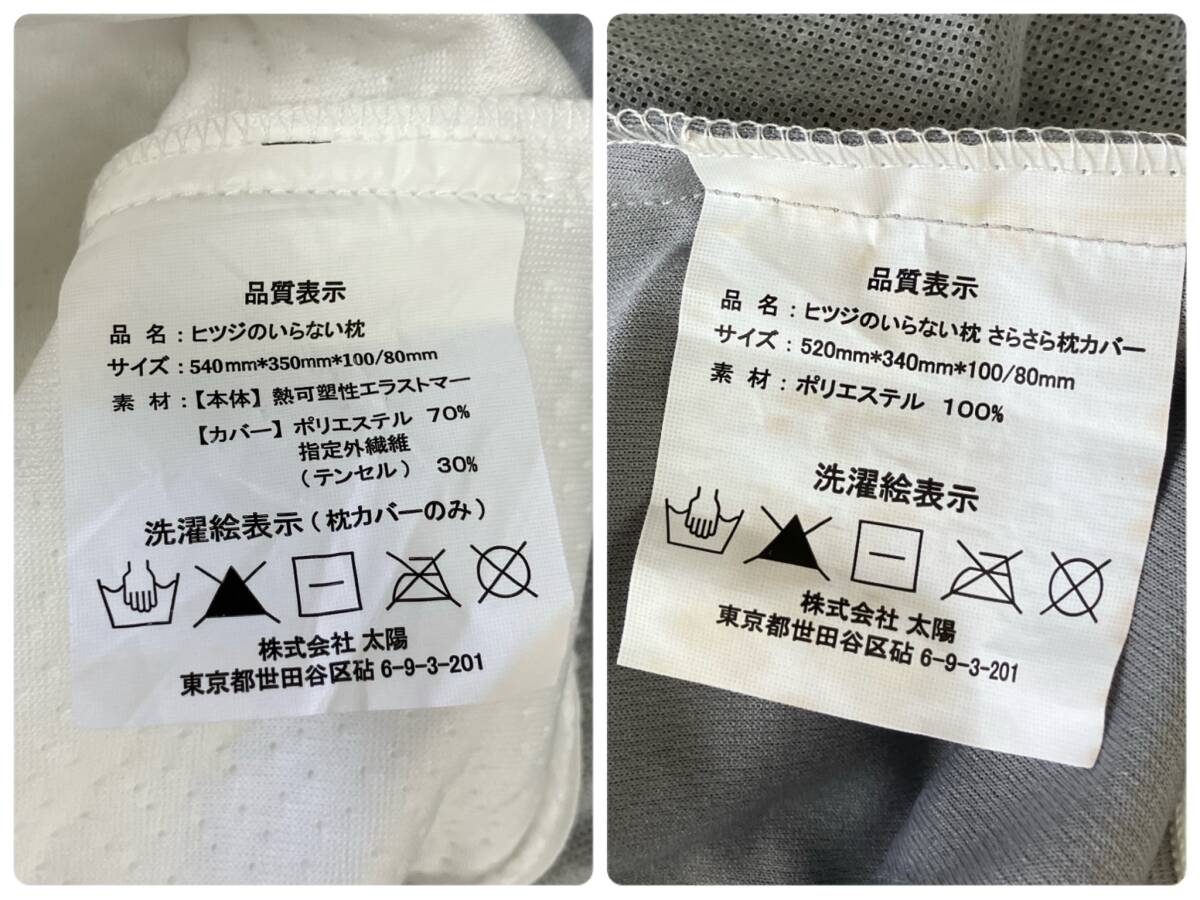 品質表示
品 名：ヒツジのいらない枕
サイズ：540mm*350mm*100/80mm
素 材：【本体】熱可塑性エラストマー
【カバー】ポリエステル 70%
指定外繊維
（テンセル） 30%
洗濯絵表示（枕カバーのみ）
株式会社 太陽
東京都世田谷区砧 6-9-3-201
品質表示
品 名：ヒツジのいらない枕 さらさら枕カバー
サイズ：520mm*340mm*100/80mm
素 材：ポリエステル 100%
洗濯絵表示
株式会社 太陽
東京都世田谷区砧 6-9-3-201